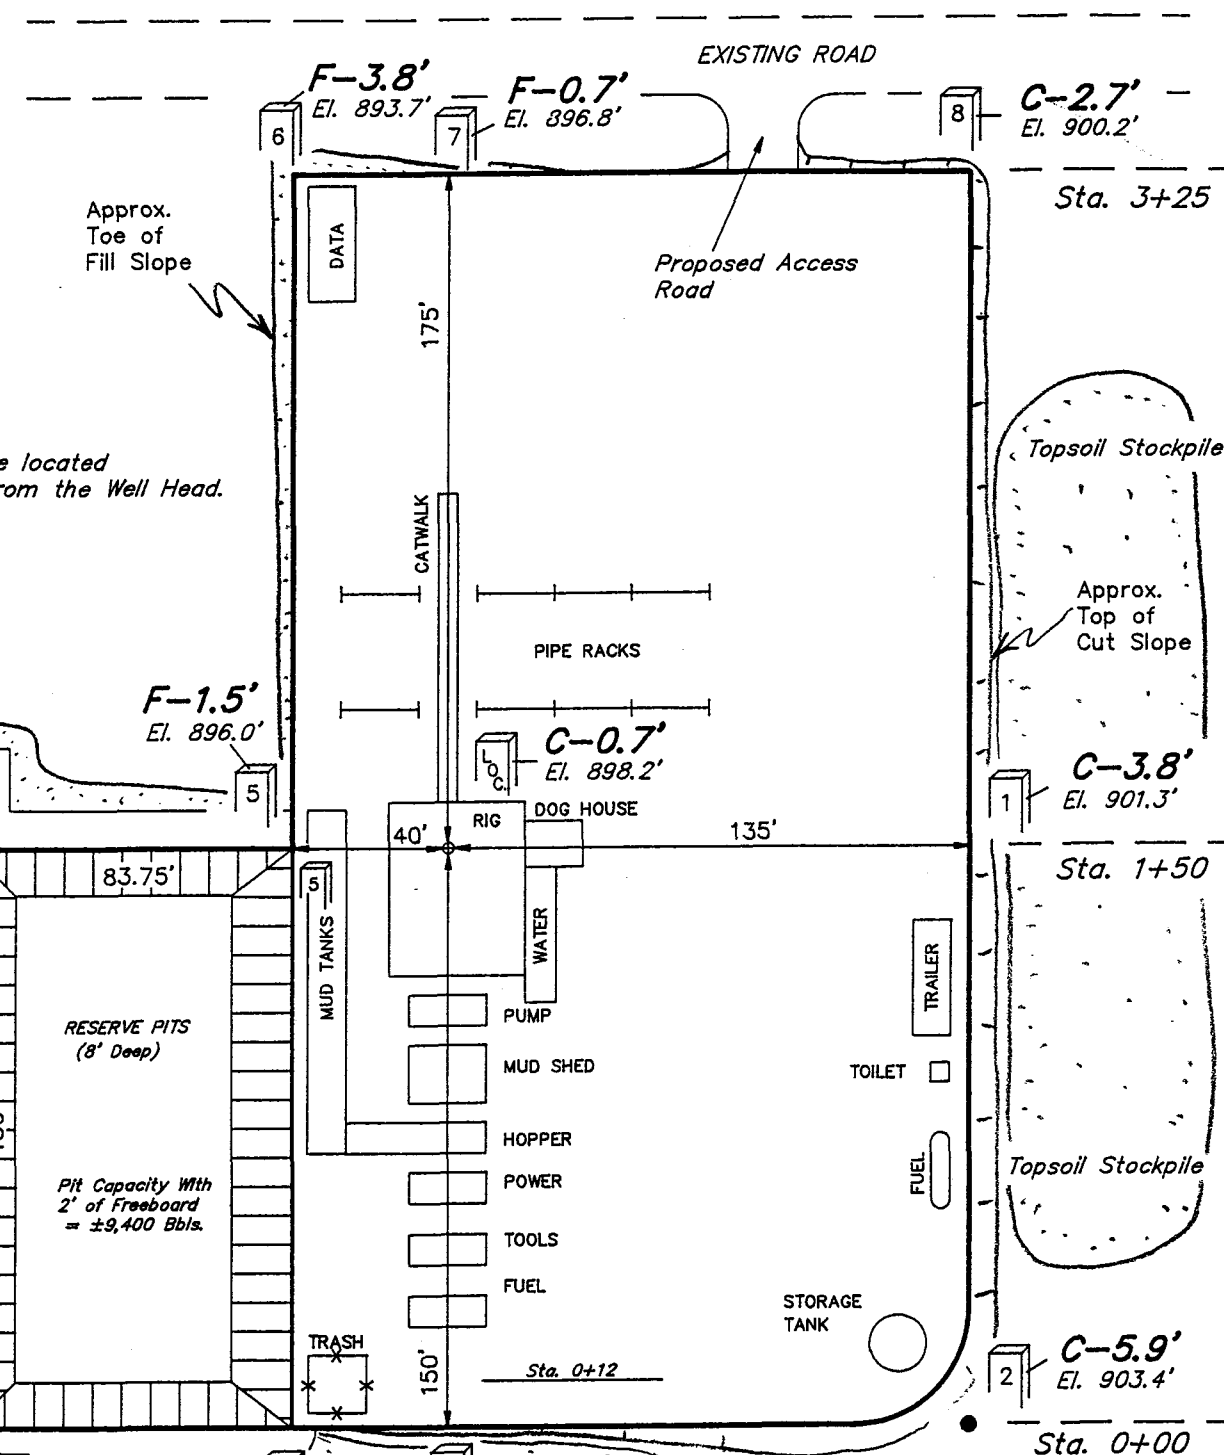 EXISTING ROAD
F-3.8'
El. 893.7'
F-0.7'
El. 896.8'
C-2.7'
El. 900.2'
6
7
8
Sta. 3+25
Approx.
Toe of
Fill Slope
DATA
175'
Proposed Access
Road
e located
rom the Well Head.
Topsoil Stockpile
CATWALK
Approx.
Top of
Cut Slope
PIPE RACKS
F-1.5'
El. 896.0'
5
C-0.7'
El. 898.2'
LOC.
C-3.8'
El. 901.3'
1
RIG
DOG HOUSE
40'
135'
Sta. 1+50
83.75'
5
MUD TANKS
WATER
TRAILER
RESERVE PITS
(8' Deep)
PUMP
MUD SHED
TOILET
HOPPER
Pit Capacity With
2' of Freeboard
= ±9,400 Bbls.
POWER
FUEL
Topsoil Stockpile
TOOLS
FUEL
STORAGE
TANK
TRASH
150'
Sta. 0+12
C-5.9'
El. 903.4'
2
Sta. 0+00